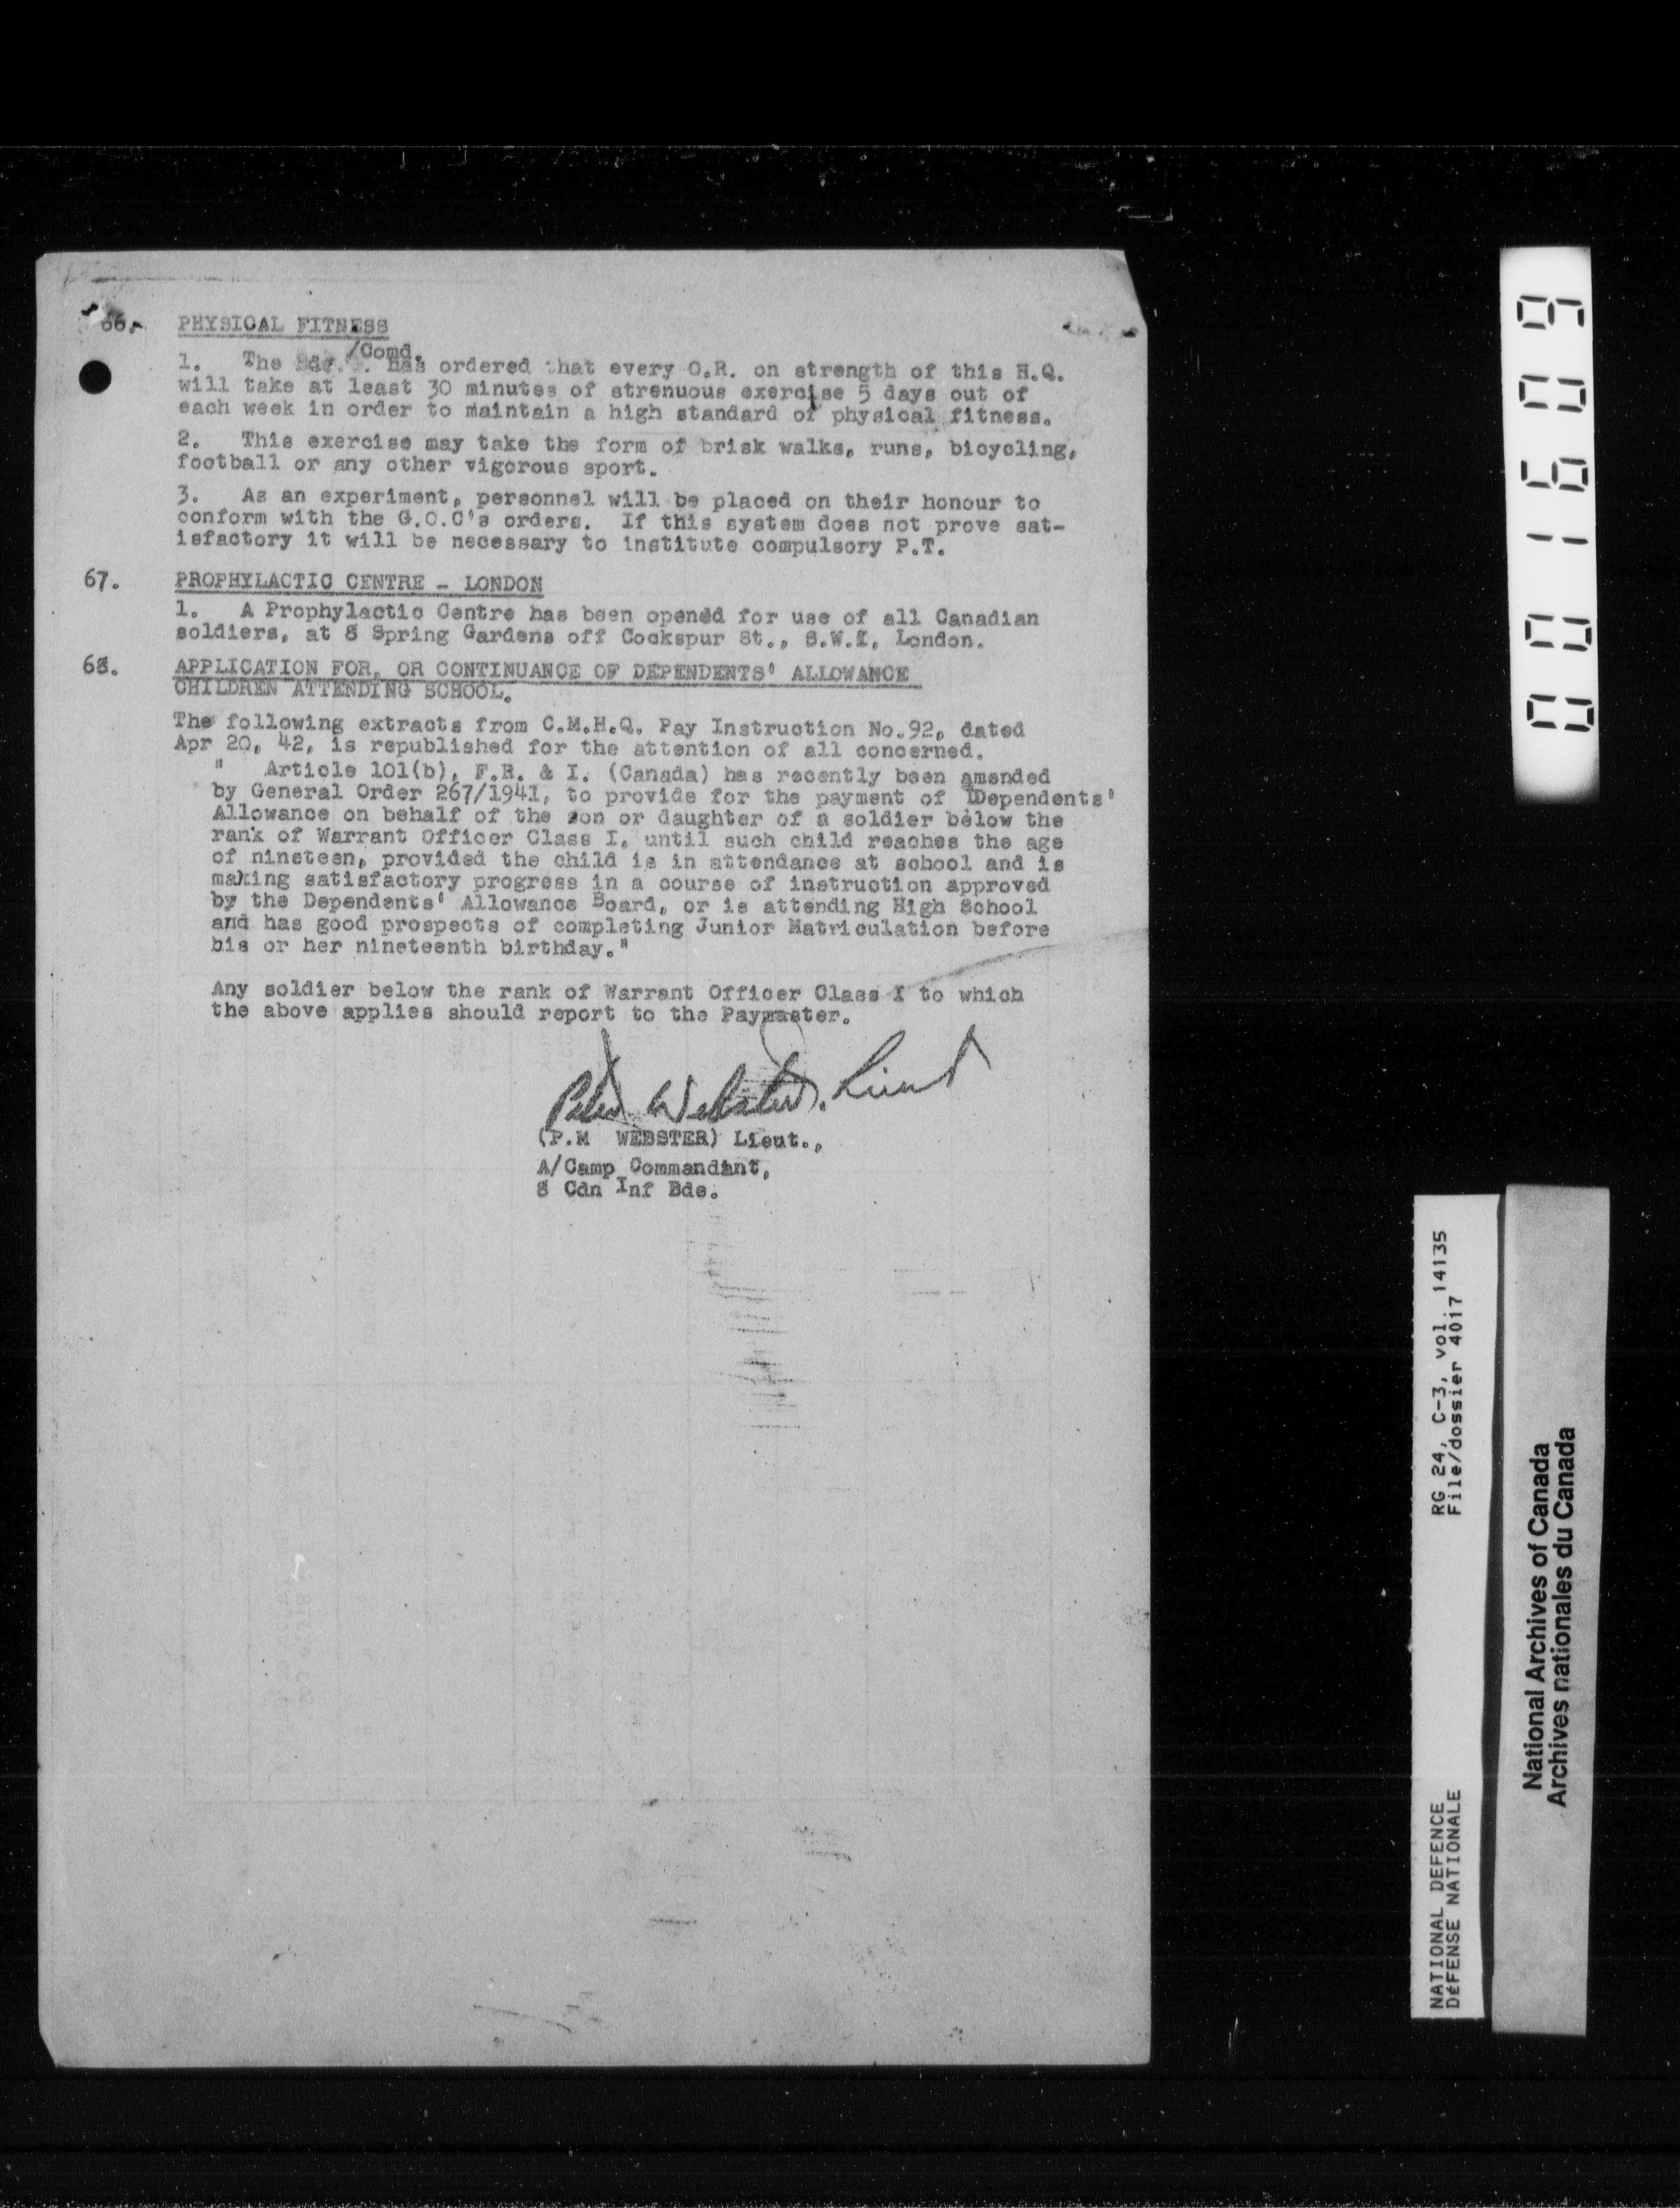 66. PHYSICAL FITNESS
/Comd.
1. The Bde. has ordered that every O.R. on strength of this H.Q.
will take at least 30 minutes of strenuous exercise 5 days out of
each week in order to maintain a high standard of physical fitness.
2. This exercise may take the form of brisk walks, runs, bicycling,
football or any other vigorous sport.
3. As an experiment, personnel will be placed on their honour to
conform with the G.O.C's orders. If this system does not prove sat-
isfactory it will be necessary to institute compulsory P.T.
67. PROPHYLACTIC CENTRE - LONDON
1. A Prophylactic Centre has been opened for use of all Canadian
soldiers, at 8 Spring Gardens off Cockspur St., S.W.I, London.
68. APPLICATION FOR, OR CONTINUANCE OF DEPENDENTS' ALLOWANCE
CHILDREN ATTENDING SCHOOL.
The following extracts from C.M.H.Q. Pay Instruction No.92, dated
Apr 20, 42, is republished for the attention of all concerned.
" Article 101(b), F.R. & I. (Canada) has recently been amended
by General Order 267/1941, to provide for the payment of Dependents'
Allowance on behalf of the son or daughter of a soldier below the
rank of Warrant Officer Class I, until such child reaches the age
of nineteen, provided the child is in attendance at school and is
making satisfactory progress in a course of instruction approved
by the Dependents' Allowance Board, or is attending High School
and has good prospects of completing Junior Matriculation before
his or her nineteenth birthday."
Any soldier below the rank of Warrant Officer Class I to which
the above applies should report to the Paymaster.
Peter Webster. Lieut
(P.M WEBSTER) Lieut.,
A/Camp Commandant,
8 Cdn Inf Bde.
001609
RG 24, C-3, vol. 14135
File/dossier 4017
NATIONAL DEFENCE
DÉFENSE NATIONALE
National Archives of Canada
Archives nationales du Canada